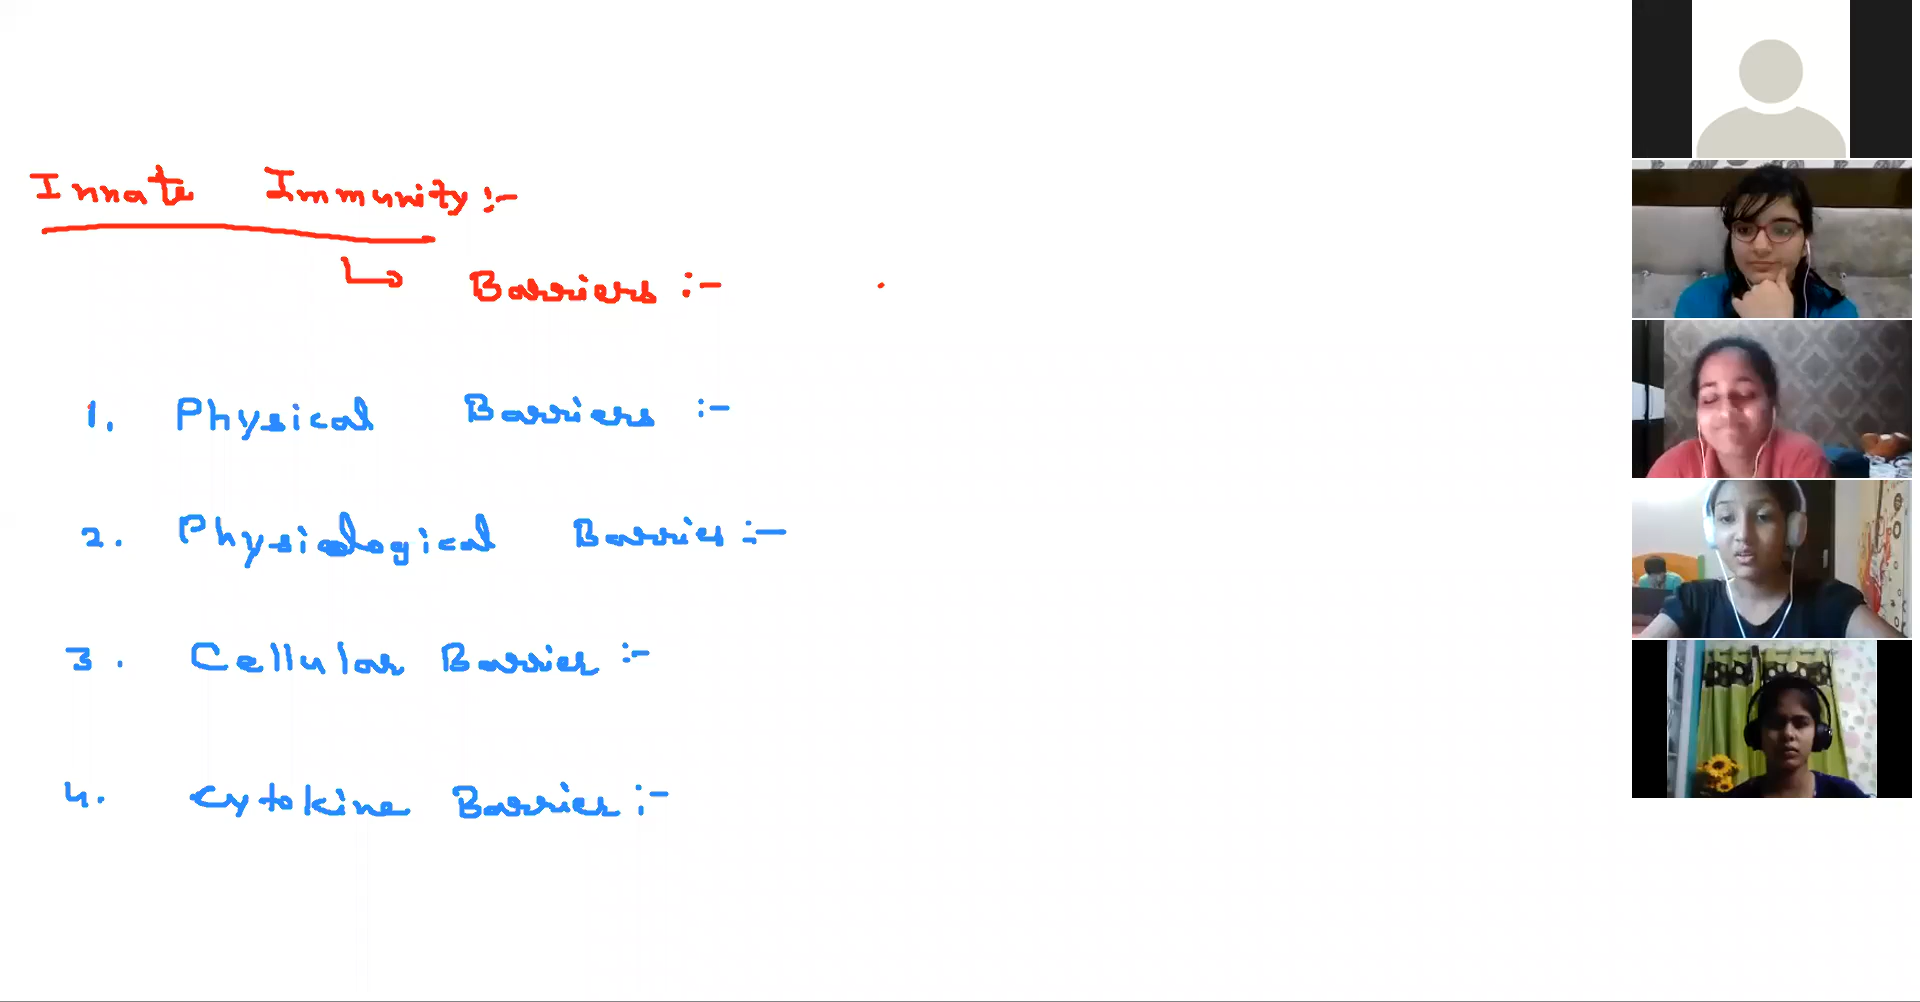 Innate Immunity :-
Barriers :-
1. Physical Barriers :-
2. Physiological Barrier :-
3. Cellular Barrier :-
4. Cytokine Barrier :-